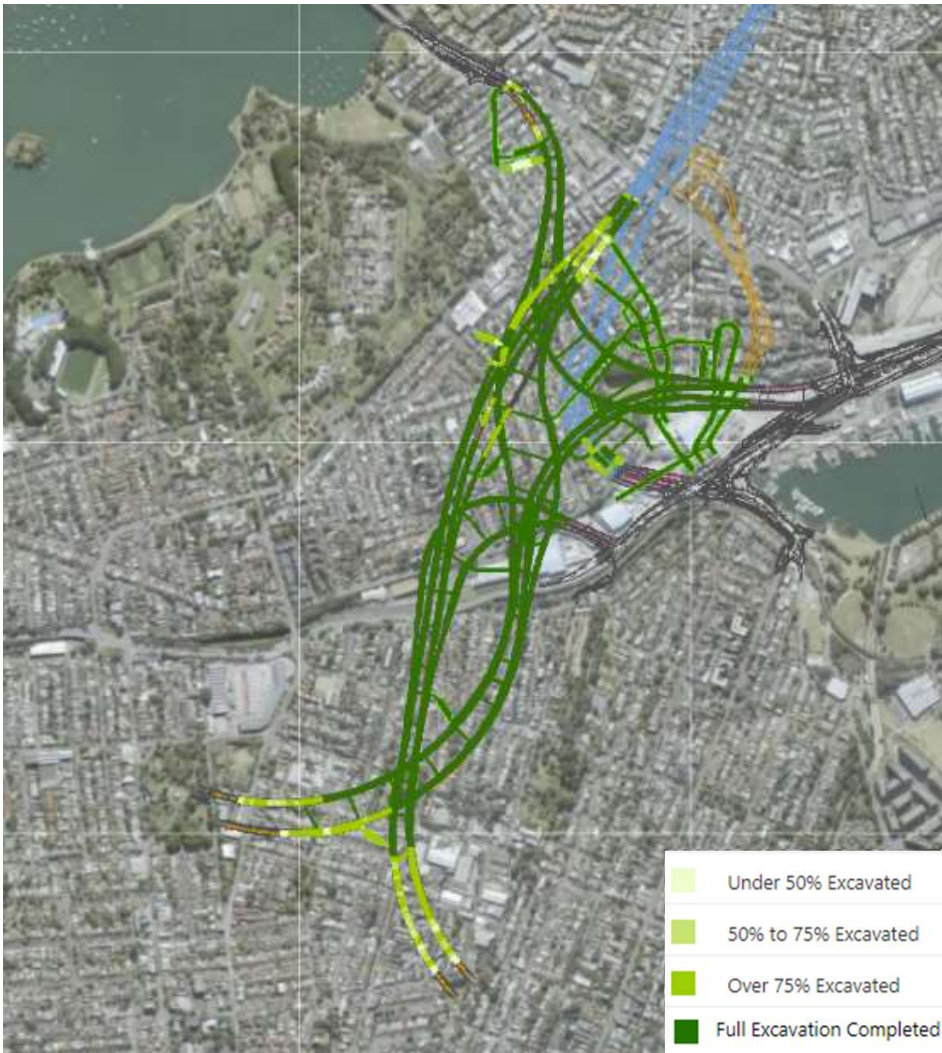 Under 50% Excavated
50% to 75% Excavated
Over 75% Excavated
Full Excavation Completed